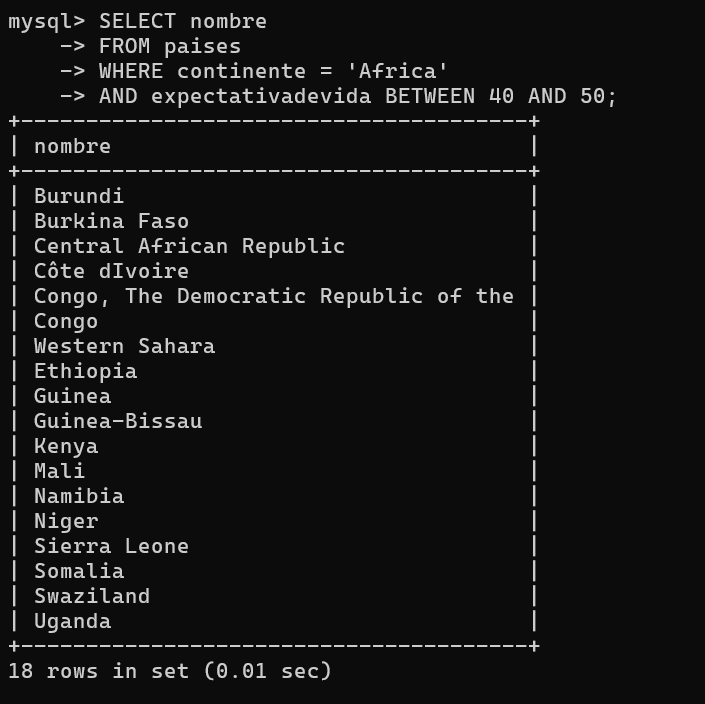 mysql> SELECT nombre
    -> FROM paises
    -> WHERE continente = 'Africa'
    -> AND expectativadevida BETWEEN 40 AND 50;
+---------------------------------------+
| nombre                                |
+---------------------------------------+
| Burundi                               |
| Burkina Faso                          |
| Central African Republic              |
| Côte dIvoire                          |
| Congo, The Democratic Republic of the |
| Congo                                 |
| Western Sahara                        |
| Ethiopia                              |
| Guinea                                |
| Guinea-Bissau                         |
| Kenya                                 |
| Mali                                  |
| Namibia                               |
| Niger                                 |
| Sierra Leone                          |
| Somalia                               |
| Swaziland                             |
| Uganda                                |
+---------------------------------------+
18 rows in set (0.01 sec)